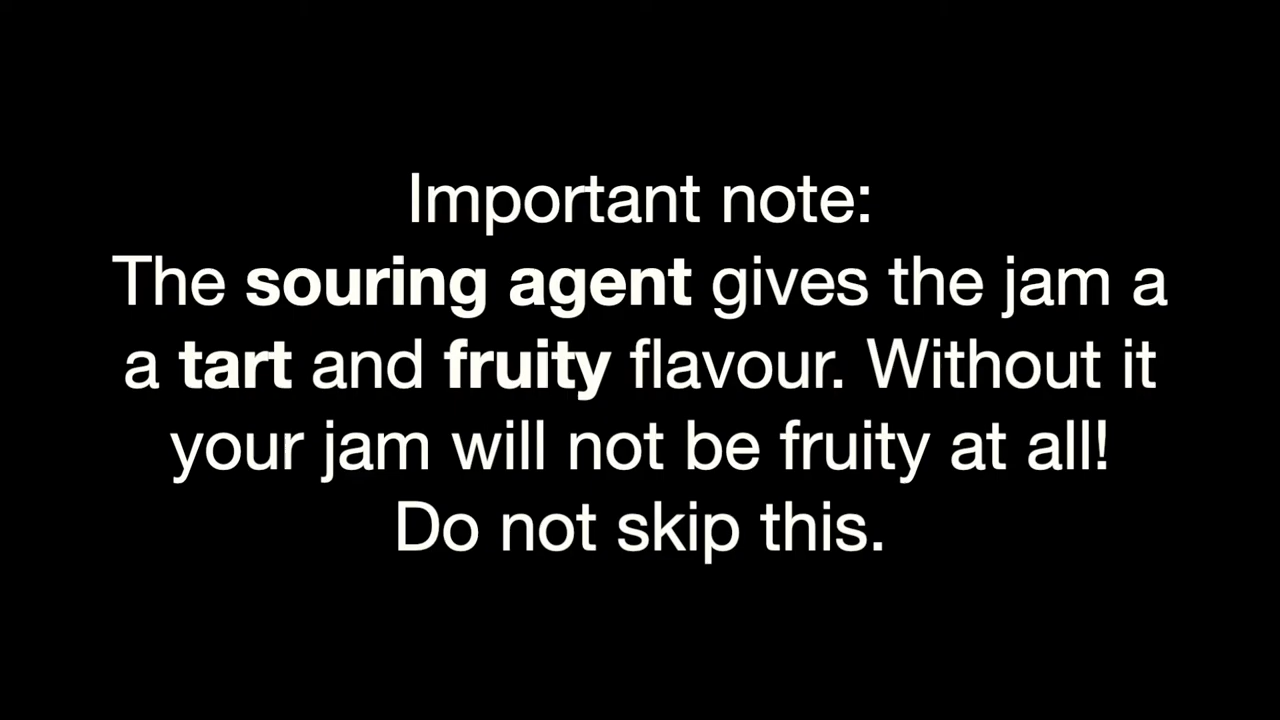 Important note:
The souring agent gives the jam a
a tart and fruity flavour. Without it
your jam will not be fruity at all!
Do not skip this.